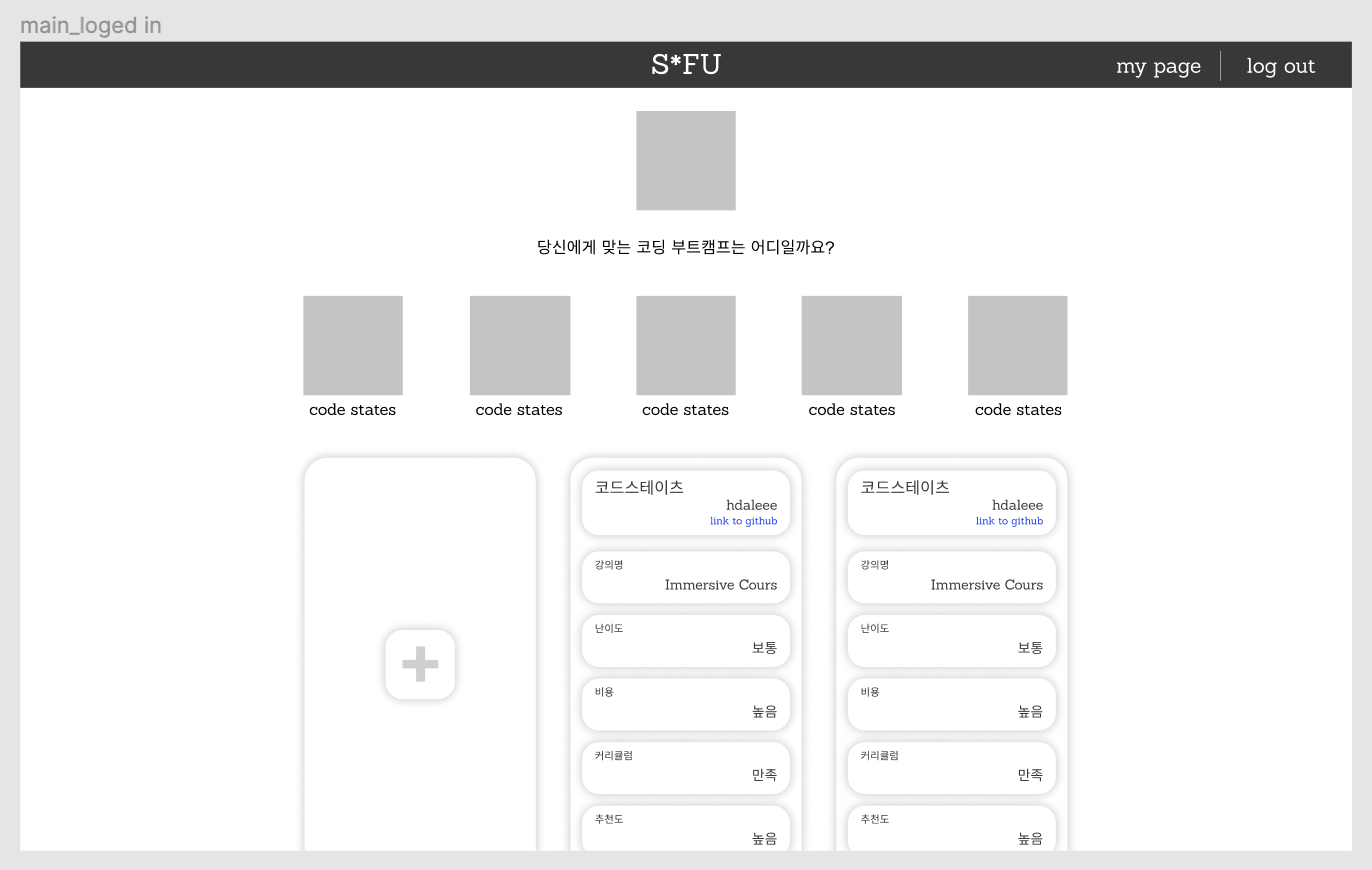 main_loged in
S*FU
my page
log out
당신에게 맞는 코딩 부트캠프는 어디일까요?
code states
code states
code states
code states
code states
코드스테이츠
hdaleee
link to github
강의명
Immersive Cours
난이도
보통
비용
높음
커리큘럼
만족
추천도
높음
코드스테이츠
hdaleee
link to github
강의명
Immersive Cours
난이도
보통
비용
높음
커리큘럼
만족
추천도
높음